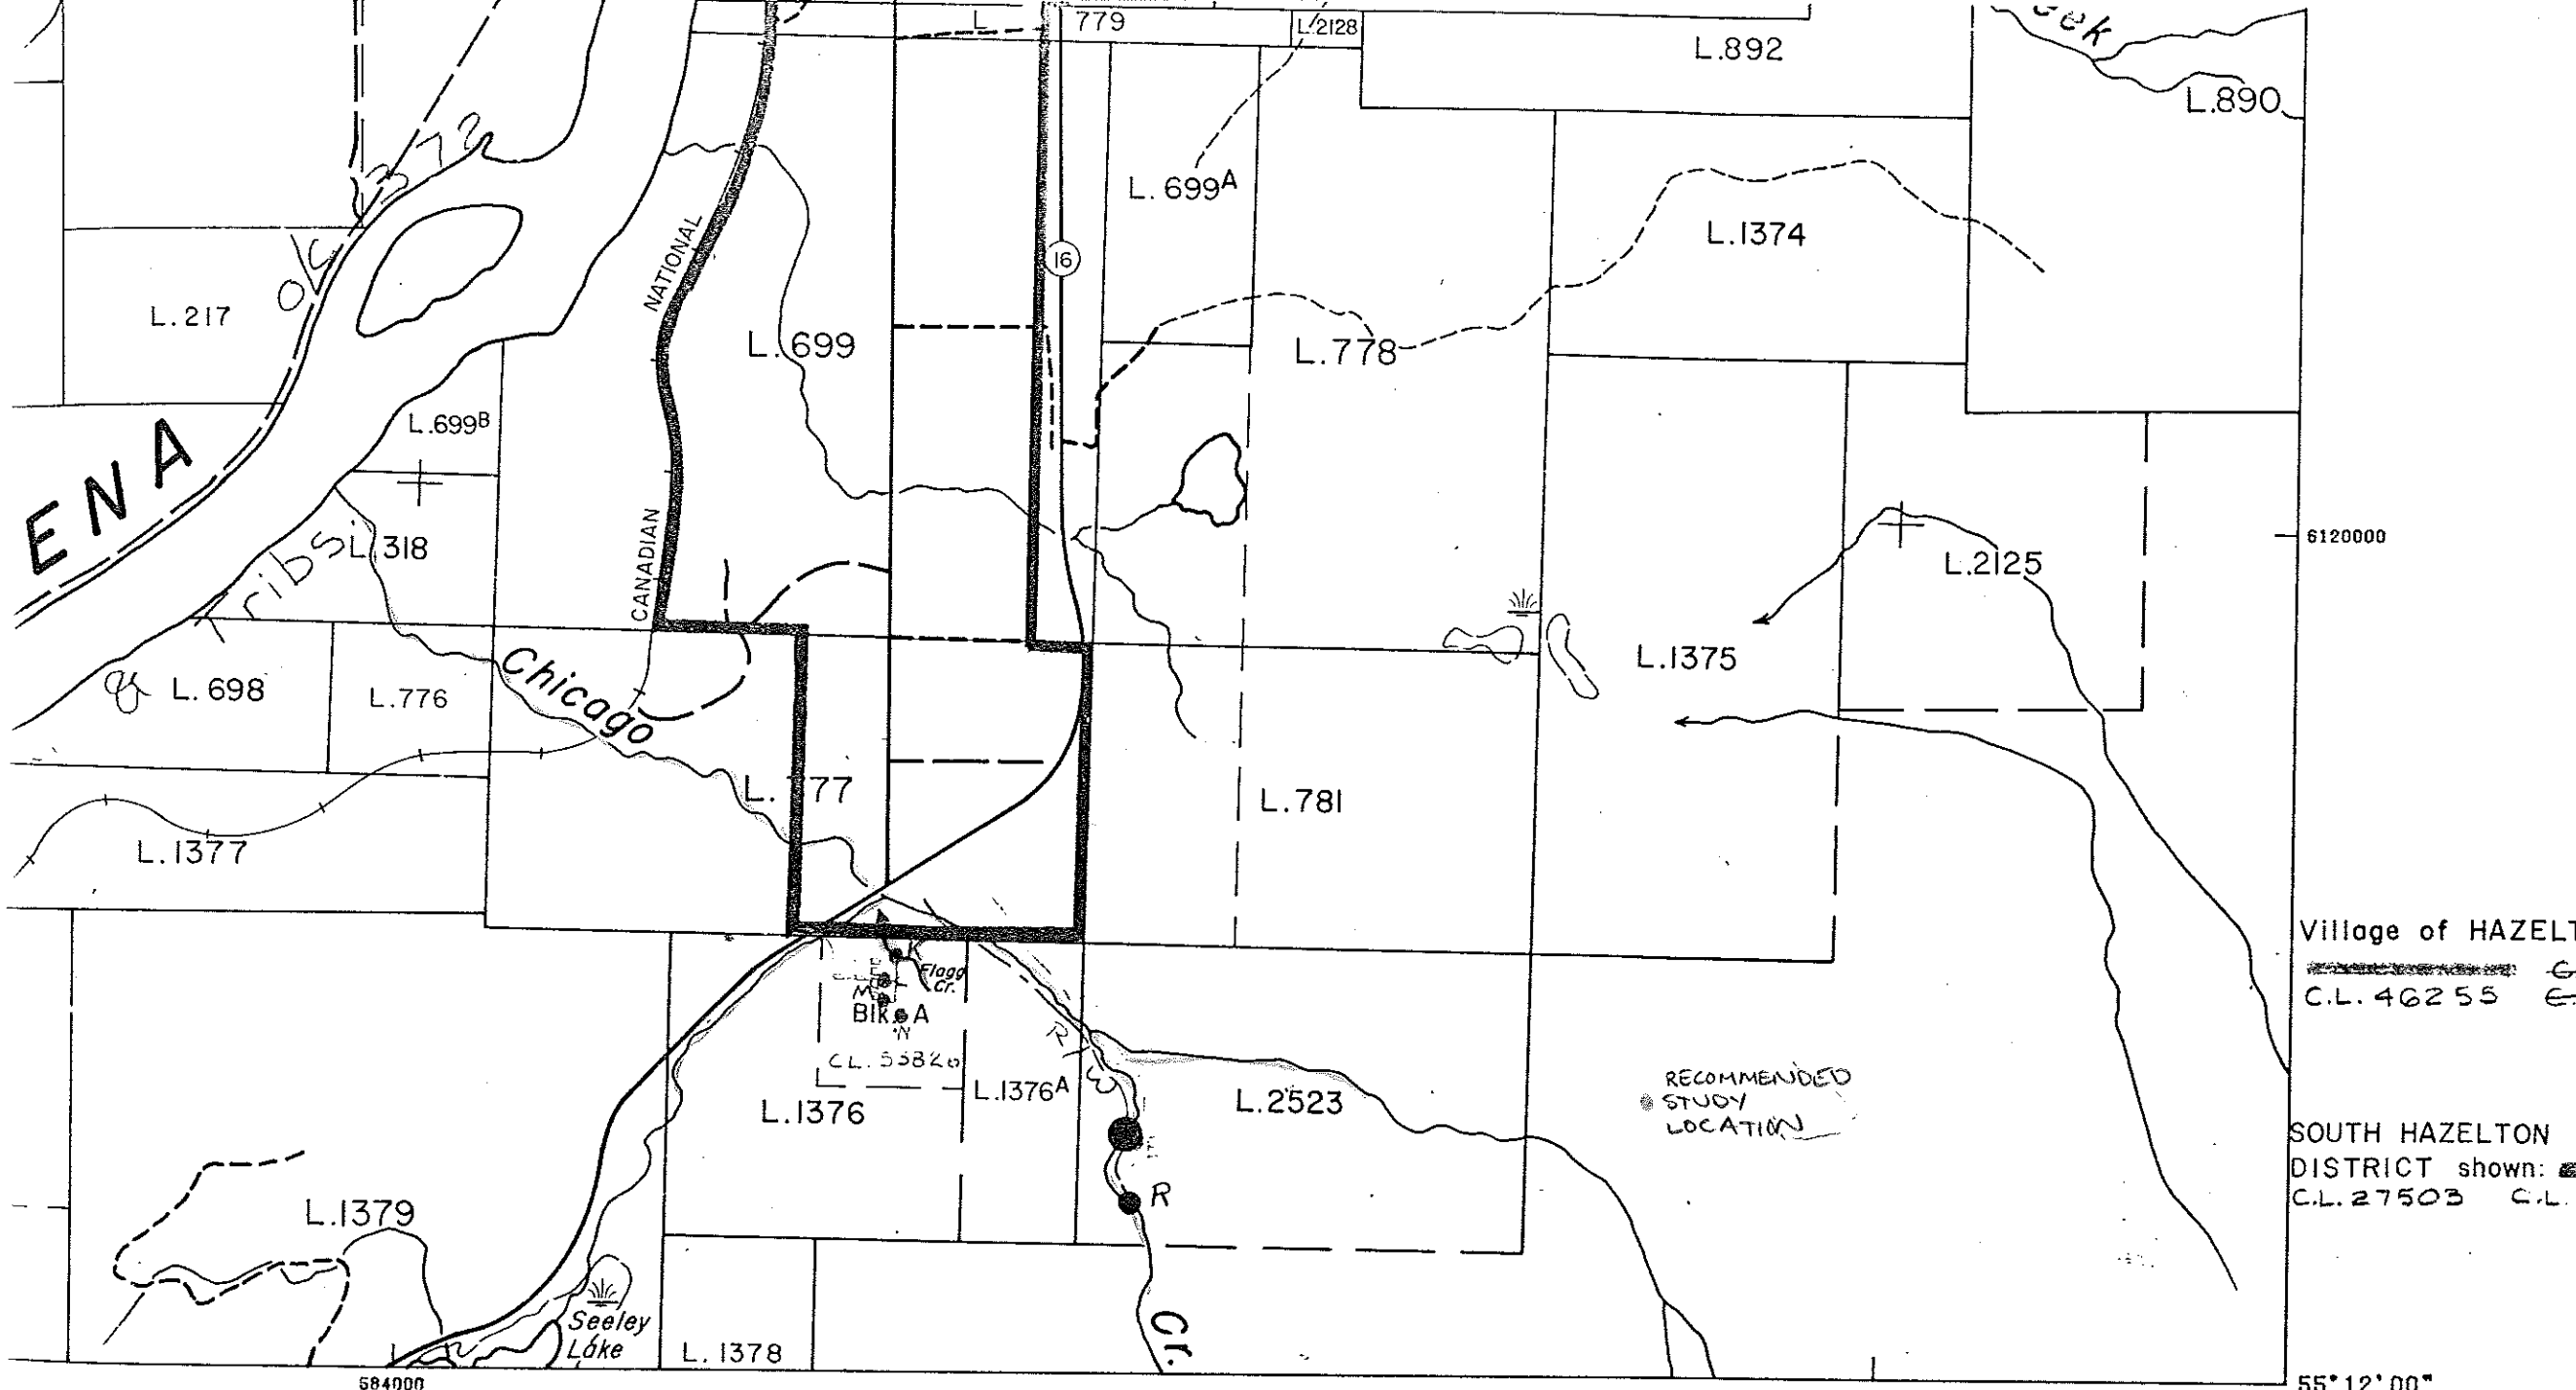 L
779
L.2128
L.892
eek
L.890
L.699A
L.1374
16
NATIONAL
L.217
L.699
L.778
L.699B
ENA
L.318
Tribs.
CANADIAN
L.2125
6120000
L.698
L.776
Chicago
L.1375
L.777
L.781
L.1377
Village of HAZELT
C.L. 46255
Flagg
Cr.
M
Blk. A
N
C.L. 55826
L.1376A
L.1376
L.2523
RECOMMENDED
STUDY
LOCATION
SOUTH HAZELTON
DISTRICT shown:
C.L. 27503 C.L.
R
L.1379
Cr.
Seeley
Lake
L.1378
584000
55°12'00"